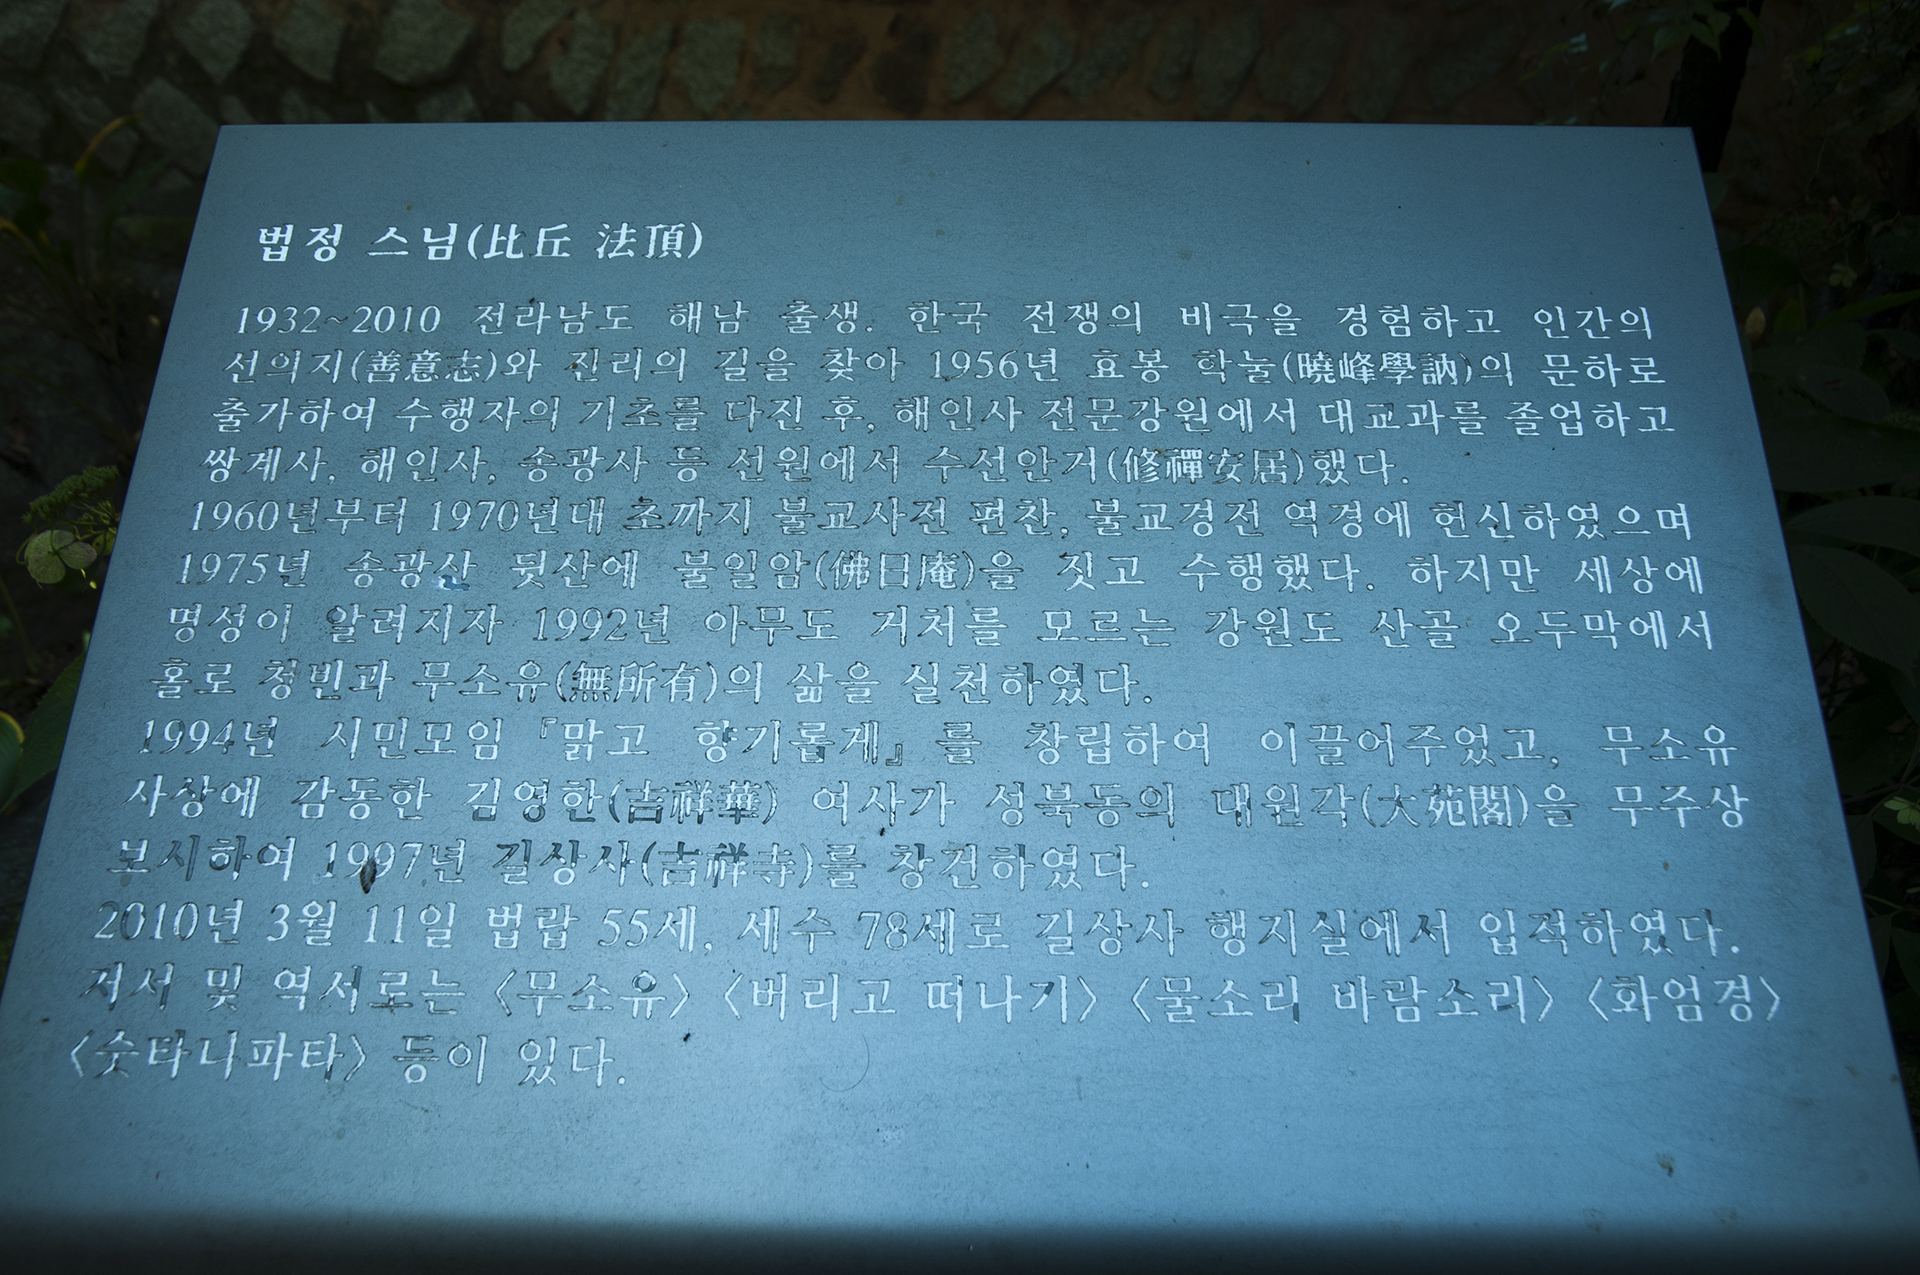 법정 스님(比丘 法頂)
1932~2010 전라남도 해남 출생. 한국 전쟁의 비극을 경험하고 인간의
선의지(善意志)와 진리의 길을 찾아 1956년 효봉 학눌(曉峰學訥)의 문하로
출가하여 수행자의 기초를 다진 후, 해인사 전문강원에서 대교과를 졸업하고
쌍계사, 해인사, 송광사 등 선원에서 수선안거(修禪安居)했다.
1960년부터 1970년대 초까지 불교사전 편찬, 불교경전 역경에 헌신하였으며
1975년 송광산 뒷산에 불일암(佛日庵)을 짓고 수행했다. 하지만 세상에
명성이 알려지자 1992년 아무도 거처를 모르는 강원도 산골 오두막에서
홀로 청빈과 무소유(無所有)의 삶을 실천하였다.
1994년 시민모임 『맑고 향기롭게』를 창립하여 이끌어주었고, 무소유
사상에 감동한 김영한(吉祥華) 여사가 성북동의 대원각(大苑閣)을 무주상
보시하여 1997년 길상사(吉祥寺)를 창건하였다.
2010년 3월 11일 법랍 55세, 세수 78세로 길상사 행지실에서 입적하였다.
저서 및 역서로는 〈무소유〉 〈버리고 떠나기〉 〈물소리 바람소리〉 〈화엄경〉
〈숫타니파타〉 등이 있다.